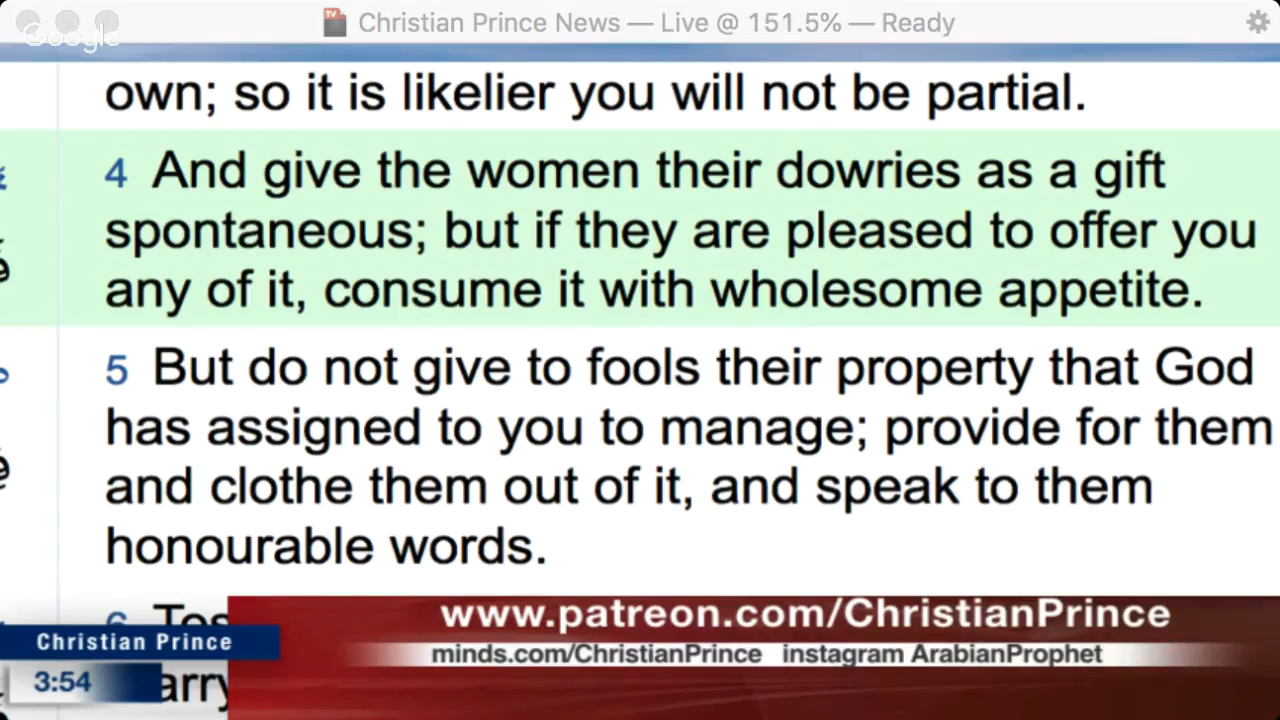 Christian Prince News — Live @ 151.5% — Ready
Google
own; so it is likelier you will not be partial.
4 And give the women their dowries as a gift
spontaneous; but if they are pleased to offer you
any of it, consume it with wholesome appetite.
5 But do not give to fools their property that God
has assigned to you to manage; provide for them
and clothe them out of it, and speak to them
honourable words.
6
www.patreon.com/ChristianPrince
Christian Prince
minds.com/ChristianPrince instagram ArabianProphet
3:54